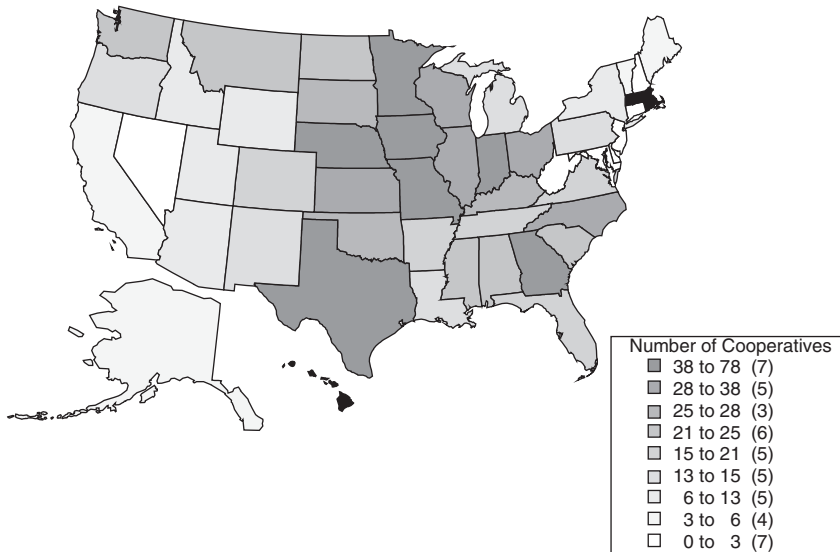 Number of Cooperatives
38 to 78 (7)
28 to 38 (5)
25 to 28 (3)
21 to 25 (6)
15 to 21 (5)
13 to 15 (5)
6 to 13 (5)
3 to 6 (4)
0 to 3 (7)